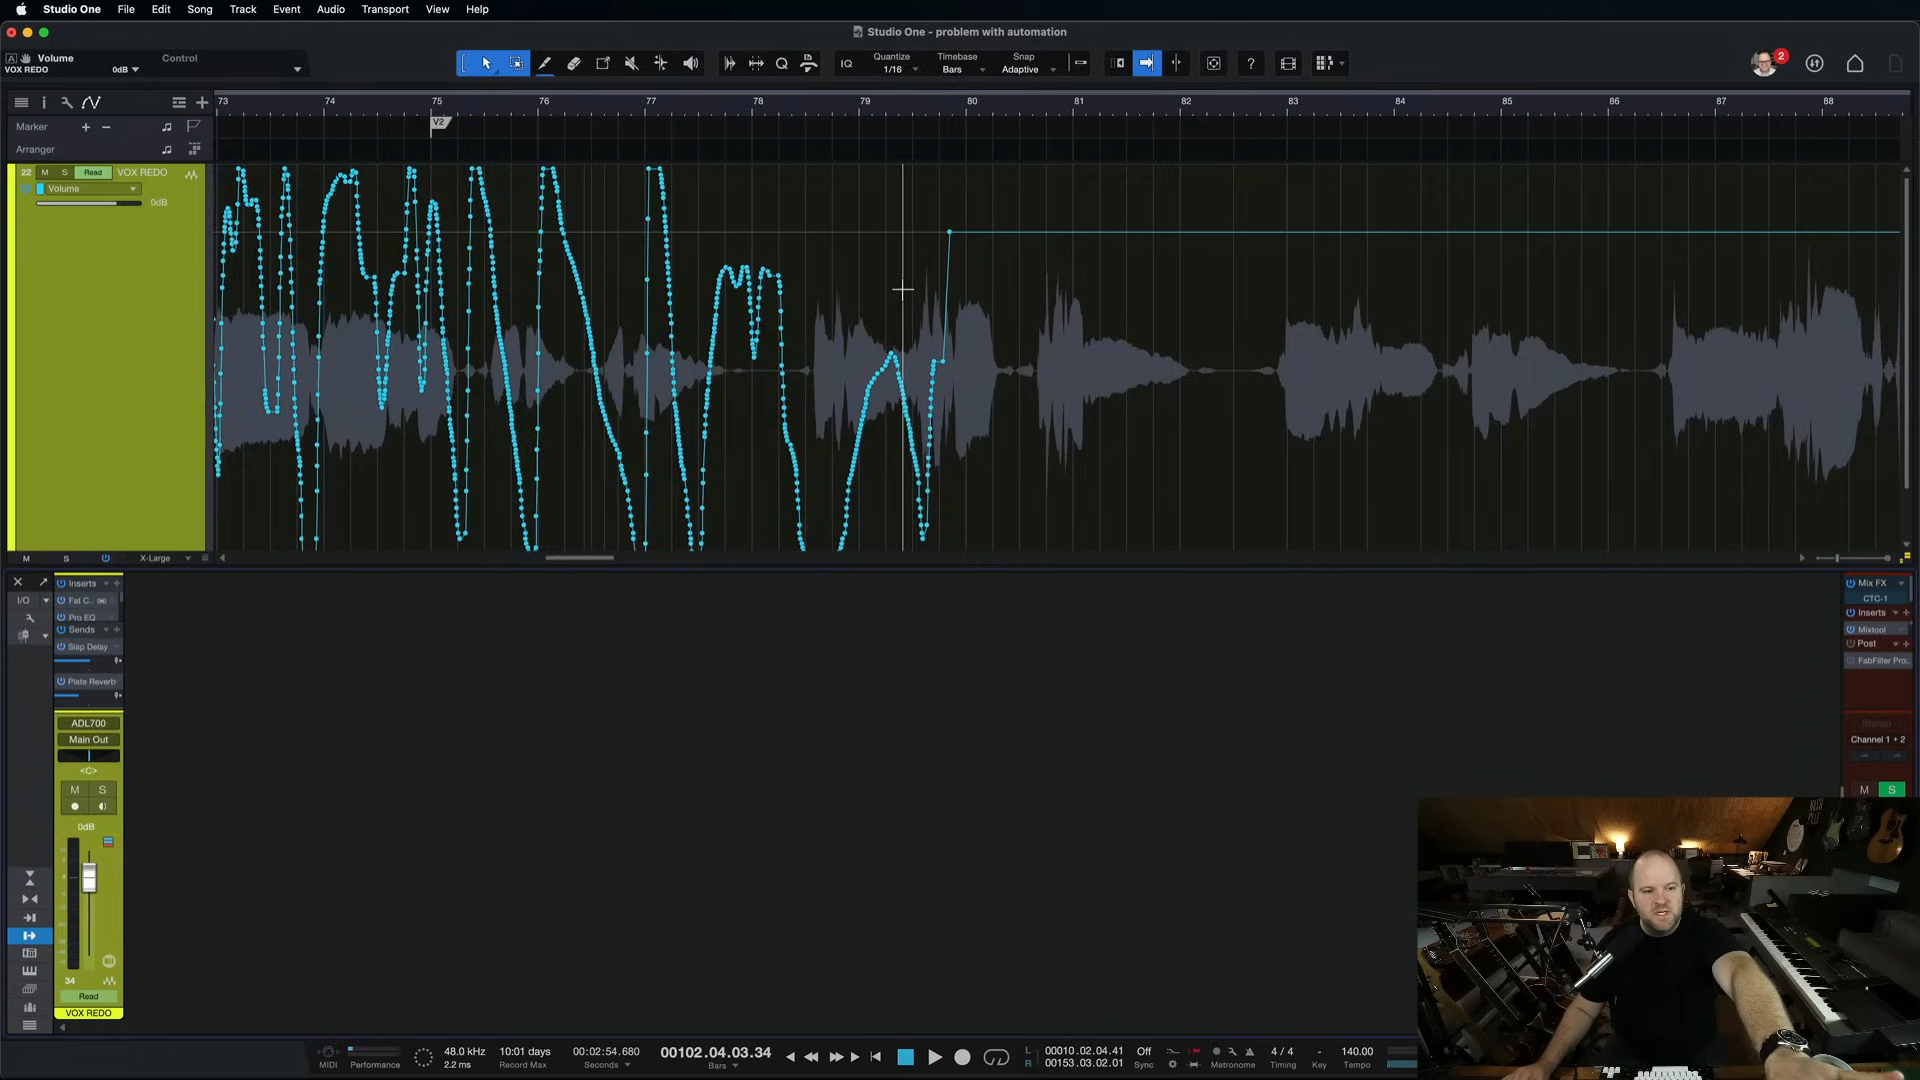 Studio One File Edit Song Track Event Audio Transport View Help
Studio One - problem with automation
Volume
VOX REDO 0dB
Control
IQ
Quantize
1/16
Timebase
Bars
Snap
Adaptive
?
2
73 74 75 76 77 78 79 80 81 82 83 84 85 86 87 88
Marker
V2
Arranger
22 M S Read VOX REDO
Volume
0dB
M S X-Large
Inserts
Fat C..
Pro EQ
Sends
Slap Delay
Plate Reverb
I/O
ADL700
Main Out
<C>
M S
0dB
34
Read
VOX REDO
Mix FX
CTC-1
Inserts
Mixtool
Post
FabFilter Pro..
Stereo
Channel 1 + 2
M S
MIDI
Performance
48.0 kHz
2.2 ms
10:01 days
Record Max
00:02:54.680
Seconds
00102.04.03.34
Bars
L 00010.02.04.41
R 00153.03.02.01
Off
Sync
Metronome
4 / 4
Timing
-
Key
140.00
Tempo